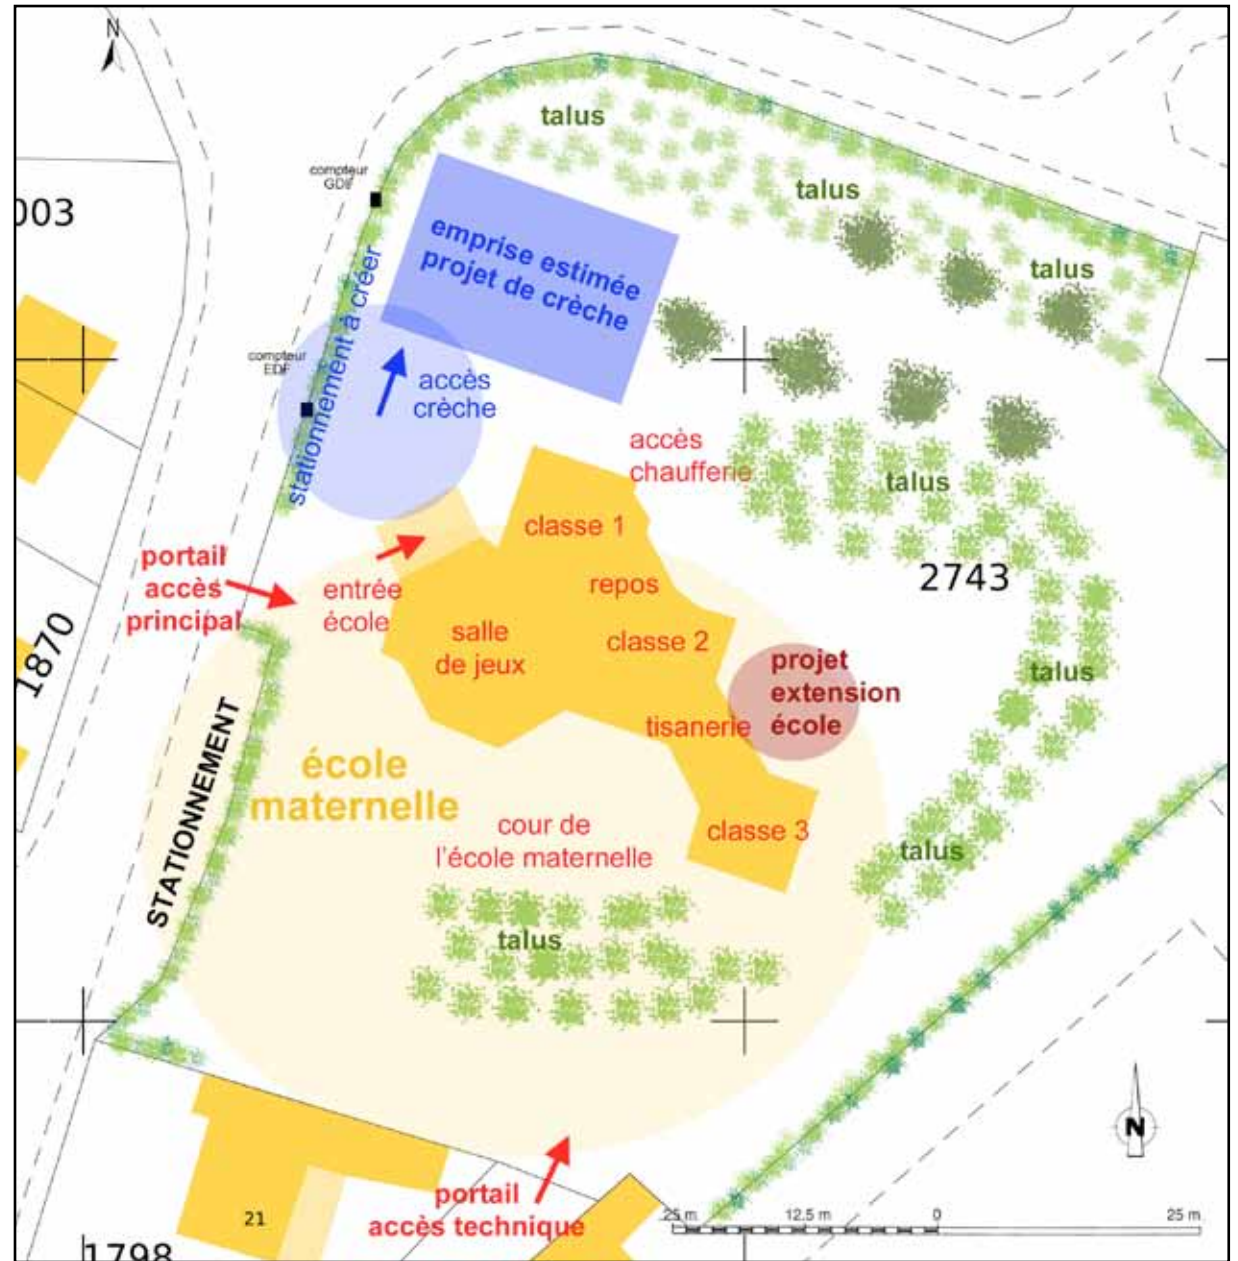 N
talus
compteur
GDF
talus
003
emprise estimée
projet de crèche
talus
stationnement à créer
compteur
EDF
accès
crèche
accès
chaufferie
talus
classe 1
portail
accès
principal
entrée
école
repos
2743
1870
salle
de jeux
classe 2
projet
extension
école
talus
tisanerie
STATIONNEMENT
école
maternelle
cour de
l'école maternelle
classe 3
talus
talus
N
portail
accès technique
21
25 m 12.5 m 0 25 m
1798